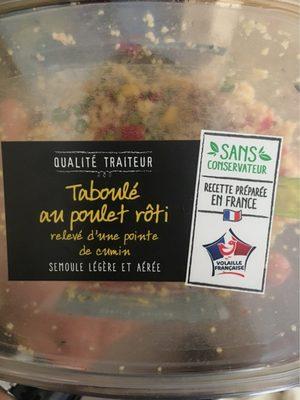 QUALITÉ TRAITEUR
Taboulé
au poulet rôti
relevé d'une pointe
de cumin
SEMOULE LÉGÈRE ET AÉRÉE
SANS
CONSERVATEUR
RECETTE PRÉPARÉE
EN FRANCE
VOLAILLE
FRANÇAISE